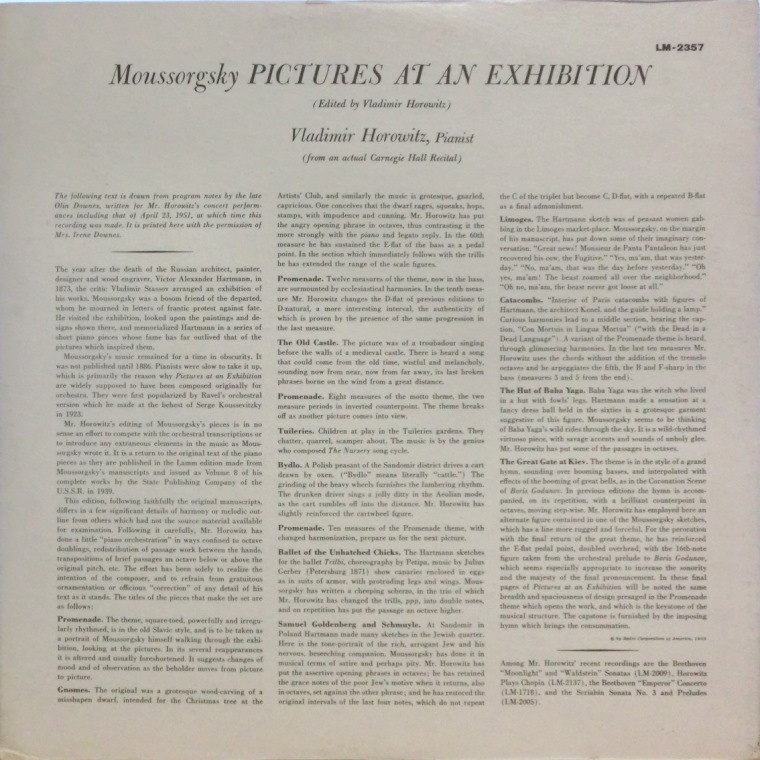 LM-2357
Moussorgsky PICTURES AT AN EXHIBITION
(Edited by Vladimir Horowitz)
Vladimir Horowitz, Pianist
(from an actual Carnegie Hall Recital)
The following text is drawn from program notes by the late
Olin Downes, written for Mr. Horowitz's concert perform-
ances including that of April 23, 1951, at which time this
recording was made. It is printed here with the permission of
Mrs. Irene Downes.
The year after the death of the Russian architect, painter,
designer and wood engraver, Victor Alexander Hartmann, in
1873, the critic Vladimir Stassov arranged an exhibition of
his works. Moussorgsky was a bosom friend of the departed,
whom he mourned in letters of frantic protest against fate.
He visited the exhibition, looked upon the paintings and de-
signs shown there, and memorialized Hartmann in a series of
short piano pieces whose fame has far outlived that of the
pictures which inspired them.
Moussorgsky's music remained for a time in obscurity. It
was not published until 1886. Pianists were slow to take it up,
which is primarily the reason why Pictures at an Exhibition
are widely supposed to have been composed originally for
orchestra. They were first popularized by Ravel's orchestral
version which he made at the behest of Serge Koussevitzky
in 1923.
Mr. Horowitz's editing of Moussorgsky's pieces is in no
sense an effort to compete with the orchestral transcriptions or
to introduce any extraneous elements in the music as Mous-
sorgsky wrote it. It is a return to the original text of the piano
pieces as they are published in the Lamm edition made from
Moussorgsky's manuscripts and issued as Volume 8 of his
complete works by the State Publishing Company of the
U.S.S.R. in 1939.
This edition, following faithfully the original manuscripts,
differs in a few significant details of harmony or melodic out-
line from others which had not the source material available
for examination. Following it carefully, Mr. Horowitz has
done a little "piano orchestration" in ways confined to octave
doublings, redistribution of passage work between the hands,
transpositions of brief passages an octave below or above the
original pitch, etc. The effort has been solely to realize the
intention of the composer, and to refrain from gratuitous
ornamentation or officious "correction" of any detail of his
text as it stands. The titles of the pieces that make the set are
as follows:
Promenade. The theme, square-toed, powerfully and irregu-
larly rhythmed, is in the old Slavic style, and is to be taken as
a portrait of Moussorgsky himself walking through the exhi-
bition, looking at the pictures. In its several reappearances
it is altered and usually foreshortened. It suggests changes of
mood and of observation as the beholder moves from picture
to picture.
Gnomes. The original was a grotesque wood-carving of a
misshapen dwarf, intended for the Christmas tree at the
Artists' Club, and similarly the music is grotesque, gnarled,
capricious. One conceives that the dwarf rages, squeaks, hops,
stamps, with impudence and cunning. Mr. Horowitz has put
the angry opening phrase in octaves, thus contrasting it the
more strongly with the piano and legato reply. In the fifth
measure he has sustained the E-flat of the bass as a pedal
point. In the section which immediately follows with the trills
he has extended the range of the scale figures.
Promenade. Twelve measures of the theme, now in the bass,
are surmounted by ecclesiastical harmonies. In the tenth meas-
ure Mr. Horowitz changes the D-flat of previous editions to
D-natural, a more interesting interval, the authenticity of
which is proven by the presence of the same progression in
the last measure.
The Old Castle. The picture was of a troubadour singing
before the walls of a medieval castle. There is heard a song
that could come from the old time, wistful and melancholy,
sounding now from near, now from far away, its last broken
phrases borne on the wind from a great distance.
Promenade. Eight measures of the motto theme, the two
measure periods in inverted counterpoint. The theme breaks
off as another picture comes into view.
Tuileries. Children at play in the Tuileries gardens. They
chatter, quarrel, scamper about. The music is by the genius
who composed The Nursery song cycle.
Bydlo. A Polish peasant of the Sandomir district drives a cart
drawn by oxen. ("Bydlo" means literally "cattle.") The
grinding of the heavy wheels furnishes the lumbering rhythm.
The drunken driver sings a jolly ditty in the Aeolian mode,
as the cart rambles off into the distance. Mr. Horowitz has
slightly reinforced the cartwheel figure.
Promenade. Ten measures of the Promenade theme, with
changed harmonization, prepare us for the next picture.
Ballet of the Unhatched Chicks. The Hartmann sketches
for the ballet Trilbi, choreography by Petipa, music by Julius
Gerber (Petersburg 1871) show canaries enclosed in eggs
as in suits of armor, with protruding legs and wings. Mous-
sorgsky has written a cheeping scherzo, in the trio of which
Mr. Horowitz has changed the trills, ppp, into double notes,
and on repetition has put the passage an octave higher.
Samuel Goldenberg and Schmuyle. At Sandomir in
Poland Hartmann made many sketches in the Jewish quarter.
Here is the tone-portrait of the rich, arrogant Jew and his
nervous, beseeching companion. Moussorgsky has done it in
musical terms of satire and perhaps pity. Mr. Horowitz has
put the assertive opening phrases in octaves; he has retained
the grace notes of the poor Jew's motive when it returns, also
in octaves, set against the other phrase; and he has restored the
original intervals of the last four notes, which do not repeat
the C of the triplet but become C, D-flat, with a repeated B-flat
as a final admonishment.
Limoges. The Hartmann sketch was of peasant women gab-
bing in the Limoges market-place. Moussorgsky, on the margin
of his manuscript, has put down some of their imaginary con-
versation. "Great news! Monsieur de Panta Pantaleon has just
recovered his cow, the Fugitive." "Yes, ma'am, that was yester-
day." "No, ma'am, that was the day before yesterday." "Oh
yes, ma'am! The beast roamed all over the neighborhood."
"Oh no, ma'am, the beast never got loose at all."
Catacombs. "Interior of Paris catacombs with figures of
Hartmann, the architect Kenel, and the guide holding a lamp."
Curious harmonies lead to a middle section, bearing the cap-
tion, "Con Mortuis in Lingua Mortua" ("with the Dead in a
Dead Language"). A variant of the Promenade theme is heard,
through glimmering harmonies. In the last ten measures Mr.
Horowitz uses the chords without the addition of the tremolo
octaves and he arpeggiates the fifth, the B and F-sharp in the
bass (measures 3 and 5 from the end).
The Hut of Baba Yaga. Baba Yaga was the witch who lived
in a hut with fowls' legs. Hartmann made a sensation at a
fancy dress ball held in the sixties in a grotesque garment
suggestive of this figure. Moussorgsky seems to be thinking
of Baba Yaga's wild rides through the sky. It is a wild-rhythmed
virtuoso piece, with savage accents and sounds of unholy glee.
Mr. Horowitz has put some of the passages in octaves.
The Great Gate at Kiev. The theme is in the style of a grand
hymn, sounding over booming basses, and interpolated with
effects of the booming of great bells, as in the Coronation Scene
of Boris Godunov. In previous editions the hymn is accom-
panied, on its repetition, with a brilliant counterpoint in
octaves, moving step-wise. Mr. Horowitz has employed here an
alternate figure contained in one of the Moussorgsky sketches,
which has a line more rugged and forceful. For the peroration
with the final return of the great theme, he has reinforced
the E-flat pedal point, doubled overhead, with the 16th-note
figure taken from the orchestral prelude to Boris Godunov,
which seems especially appropriate to increase the sonority
and the majesty of the final pronouncement. In these final
pages of Pictures at an Exhibition will be noted the same
breadth and spaciousness of design presaged in the Promenade
theme which opens the work, and which is the keystone of the
musical structure. The capstone is furnished by the imposing
hymn which brings the consummation.
© by Radio Corporation of America, 1959
Among Mr. Horowitz' recent recordings are the Beethoven
"Moonlight" and "Waldstein" Sonatas (LM-2009), Horowitz
Plays Chopin (LM-2137), the Beethoven "Emperor" Concerto
(LM-1718), and the Scriabin Sonata No. 3 and Preludes
(LM-2005).